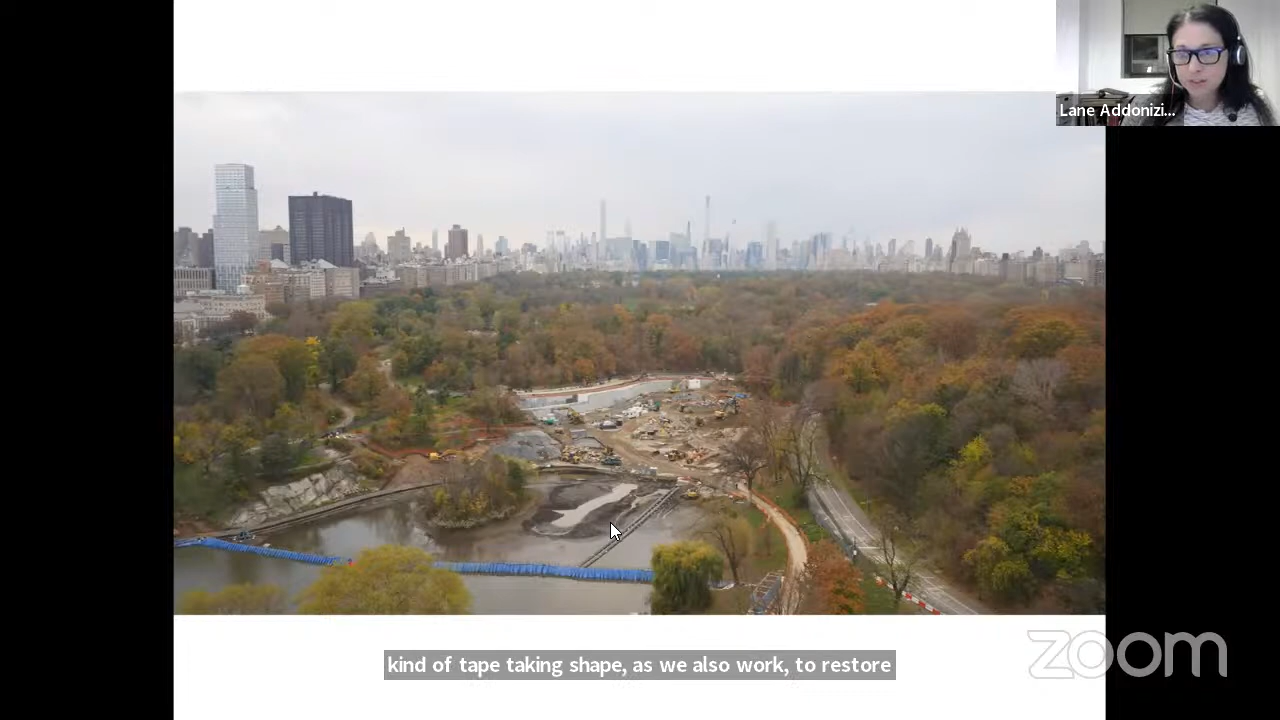 Lane Addonizi...
kind of tape taking shape, as we also work, to restore
zoom